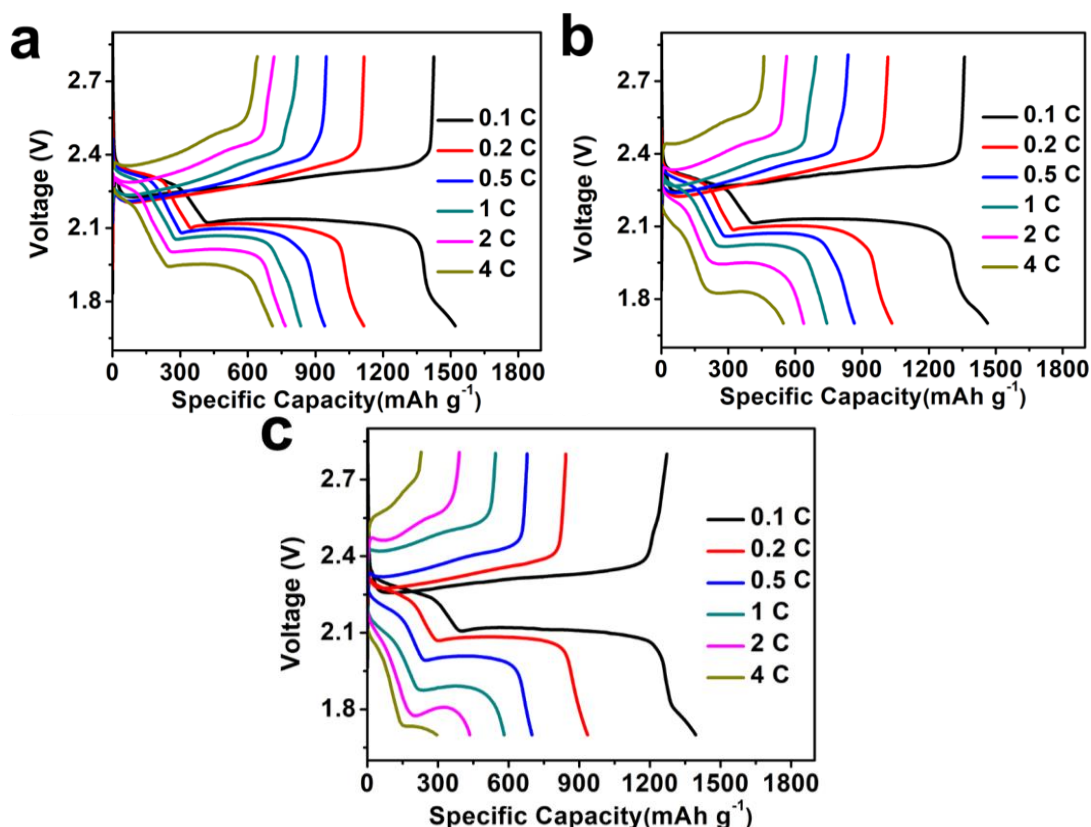 a
Voltage (V)
2.7
2.4
2.1
1.8
0.1 C
0.2 C
0.5 C
1 C
2 C
4 C
0 300 600 900 1200 1500 1800
Specific Capacity(mAh g⁻¹)
b
Voltage (V)
2.7
2.4
2.1
1.8
0.1 C
0.2 C
0.5 C
1 C
2 C
4 C
0 300 600 900 1200 1500 1800
Specific Capacity(mAh g⁻¹)
c
Voltage (V)
2.7
2.4
2.1
1.8
0.1 C
0.2 C
0.5 C
1 C
2 C
4 C
0 300 600 900 1200 1500 1800
Specific Capacity(mAh g⁻¹)